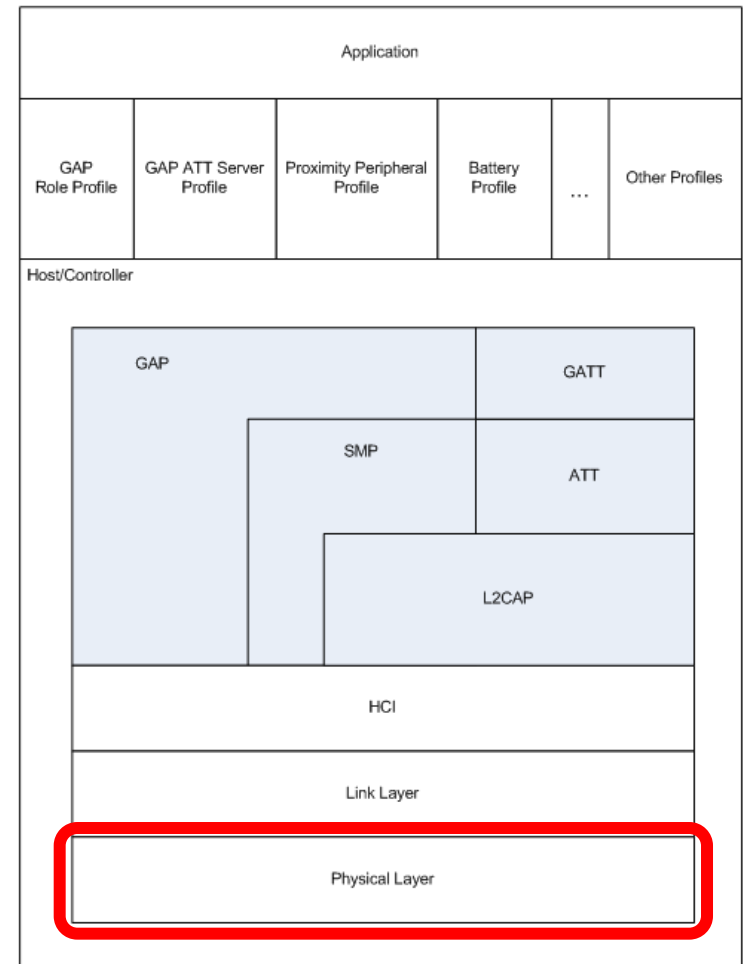 Application
GAP
Role Profile
GAP ATT Server
Profile
Proximity Peripheral
Profile
Battery
Profile
...
Other Profiles
Host/Controller
GAP
GATT
SMP
ATT
L2CAP
HCI
Link Layer
Physical Layer